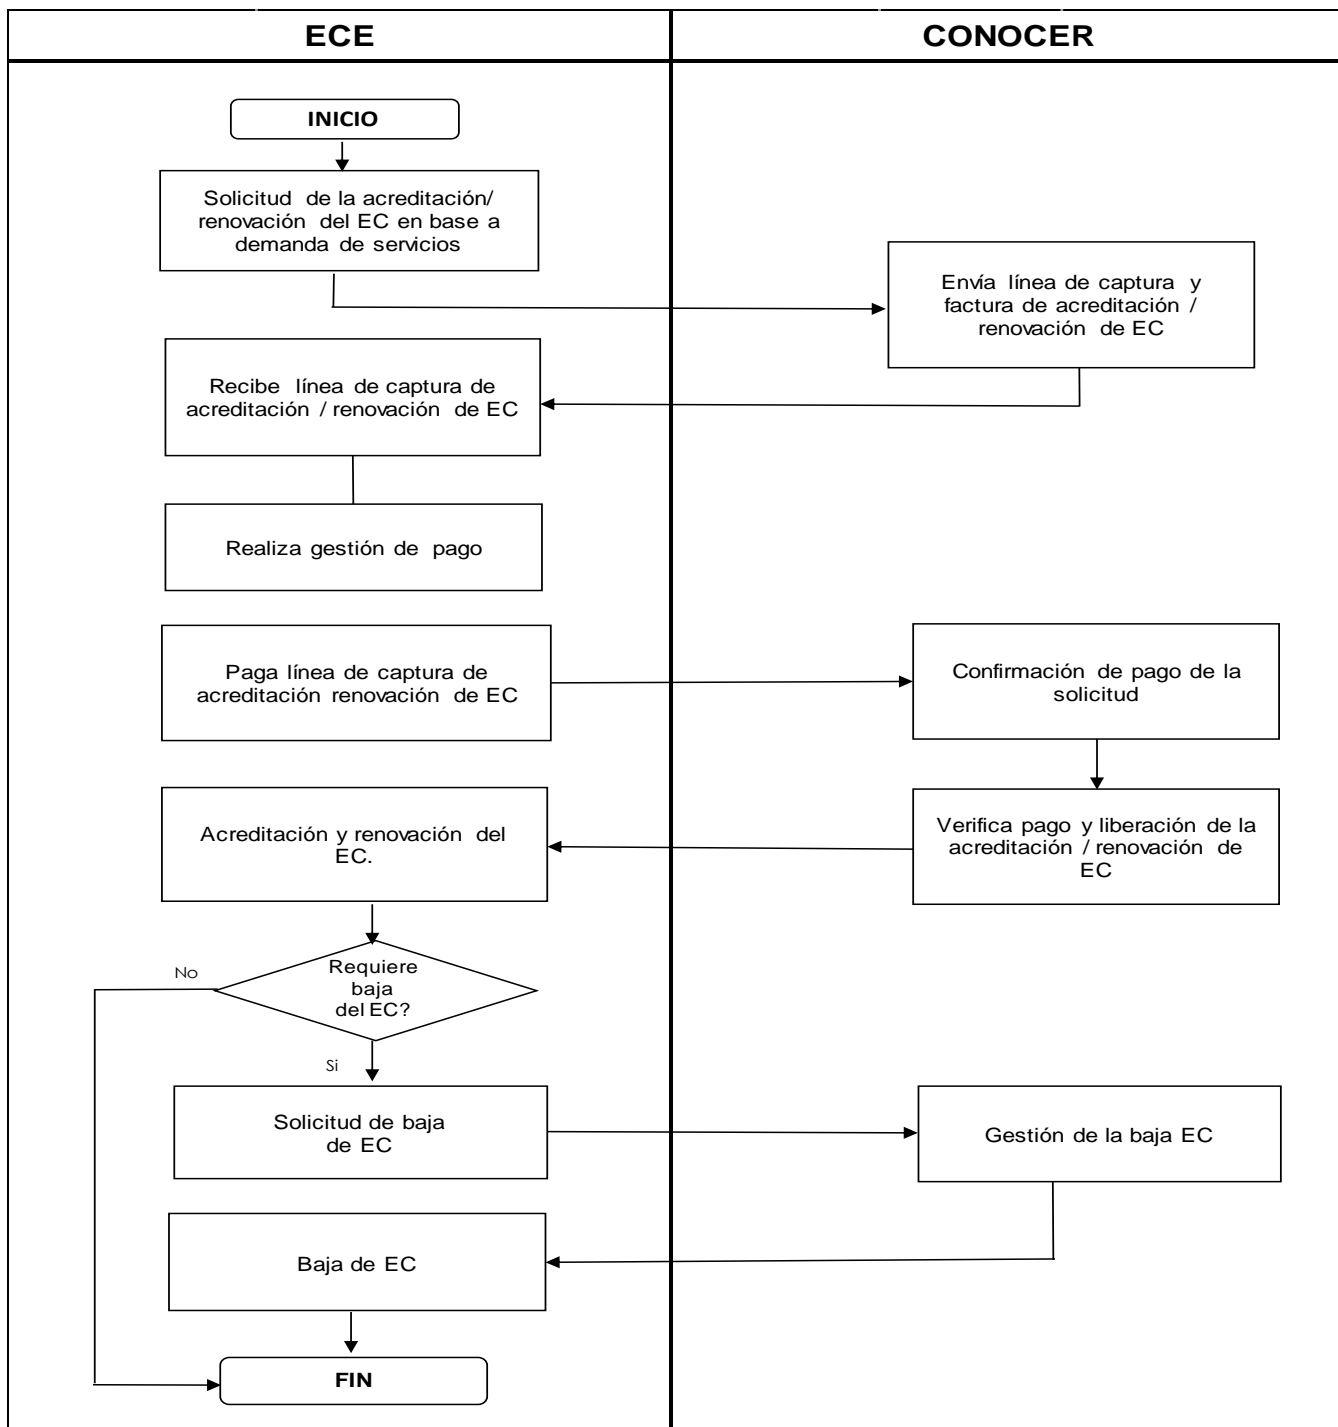 ECE
CONOCER
INICIO
Solicitud de la acreditación/
renovación del EC en base a
demanda de servicios
Envía línea de captura y
factura de acreditación /
renovación de EC
Recibe línea de captura de
acreditación / renovación de EC
Realiza gestión de pago
Paga línea de captura de
acreditación renovación de EC
Confirmación de pago de la
solicitud
Verifica pago y liberación de la
acreditación / renovación de
EC
Acreditación y renovación del
EC.
Requiere
baja
del EC?
No
Si
Solicitud de baja
de EC
Gestión de la baja EC
Baja de EC
FIN